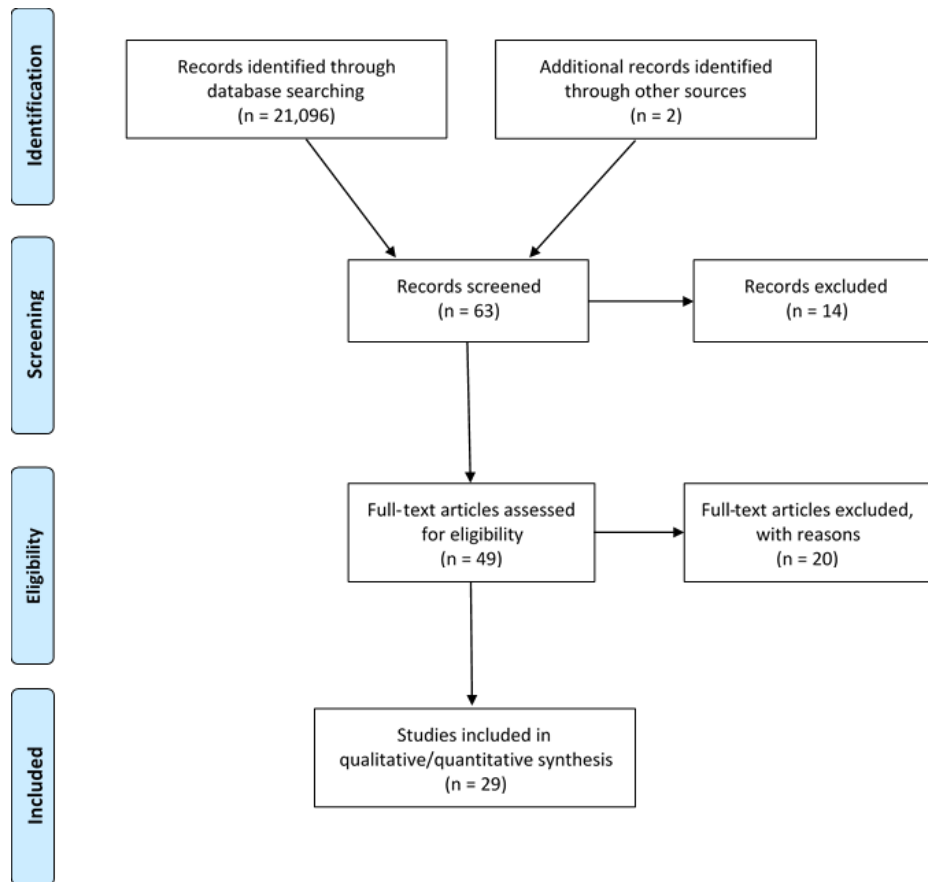 Identification
Records identified through
database searching
(n = 21,096)
Additional records identified
through other sources
(n = 2)
Screening
Records screened
(n = 63)
Records excluded
(n = 14)
Eligibility
Full-text articles assessed
for eligibility
(n = 49)
Full-text articles excluded,
with reasons
(n = 20)
Included
Studies included in
qualitative/quantitative synthesis
(n = 29)